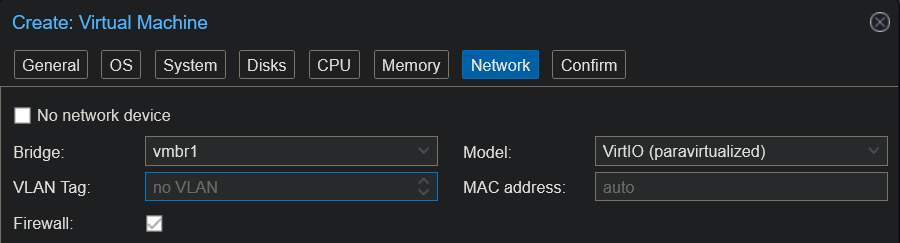 Create: Virtual Machine
General OS System Disks CPU Memory Network Confirm
No network device
Bridge: vmbr1 Model: VirtIO (paravirtualized)
VLAN Tag: no VLAN MAC address: auto
Firewall: